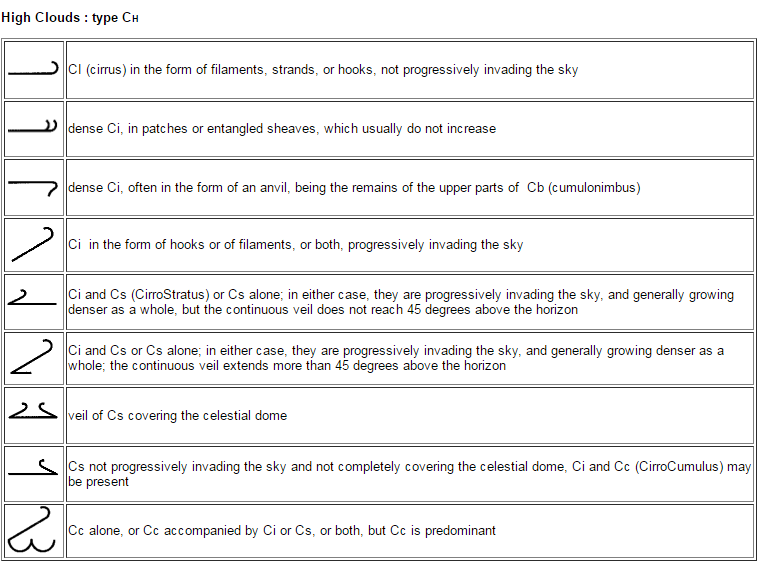 High Clouds : type CH
CI (cirrus) in the form of filaments, strands, or hooks, not progressively invading the sky
dense Ci, in patches or entangled sheaves, which usually do not increase
dense Ci, often in the form of an anvil, being the remains of the upper parts of  Cb (cumulonimbus)
Ci  in the form of hooks or of filaments, or both, progressively invading the sky
Ci and Cs (CirroStratus) or Cs alone; in either case, they are progressively invading the sky, and generally growing
denser as a whole, but the continuous veil does not reach 45 degrees above the horizon
Ci and Cs or Cs alone; in either case, they are progressively invading the sky, and generally growing denser as a
whole; the continuous veil extends more than 45 degrees above the horizon
veil of Cs covering the celestial dome
Cs not progressively invading the sky and not completely covering the celestial dome, Ci and Cc (CirroCumulus) may
be present
Cc alone, or Cc accompanied by Ci or Cs, or both, but Cc is predominant